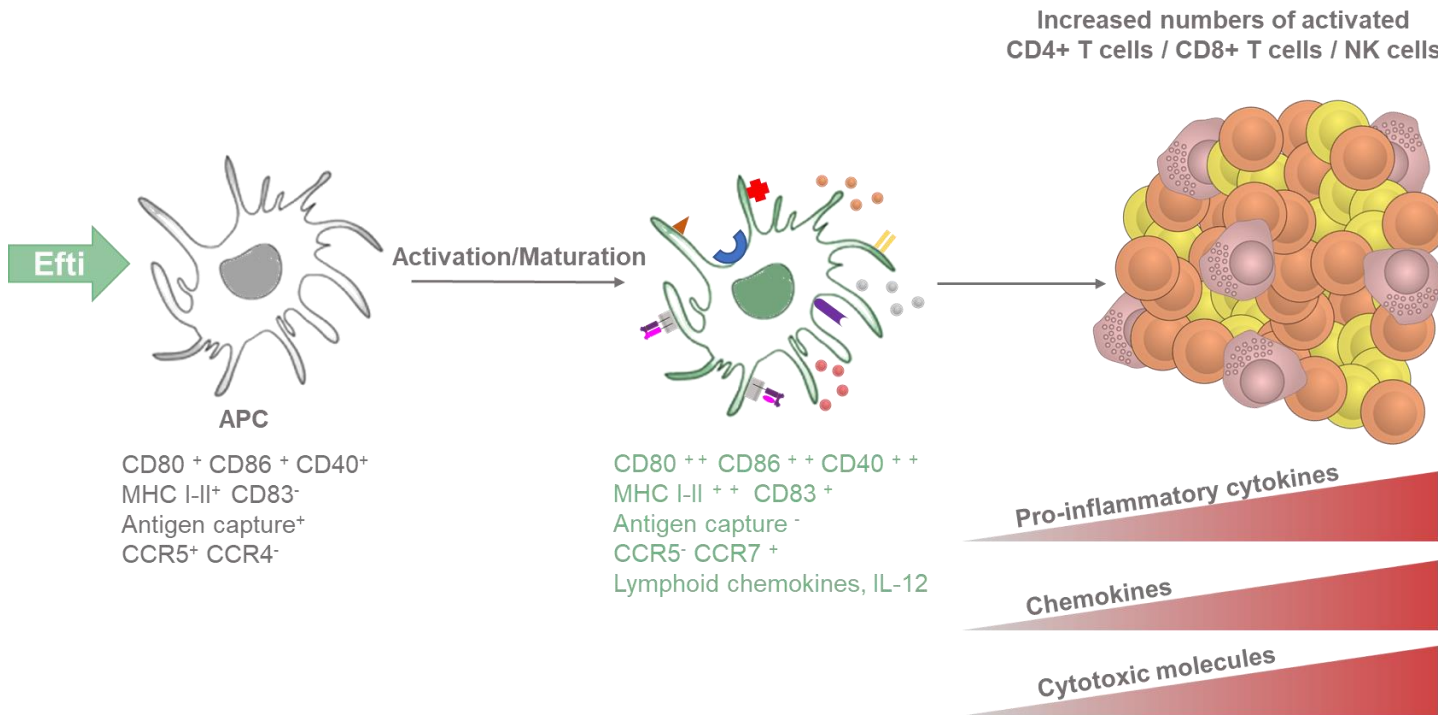 Increased numbers of activated
CD4+ T cells / CD8+ T cells / NK cells
Efti
Activation/Maturation
APC
CD80 + CD86 + CD40+
MHC I-II+ CD83-
Antigen capture+
CCR5+ CCR4-
CD80 ++ CD86 ++ CD40 ++
MHC I-II ++ CD83 +
Antigen capture -
CCR5- CCR7 +
Lymphoid chemokines, IL-12
Pro-inflammatory cytokines
Chemokines
Cytotoxic molecules